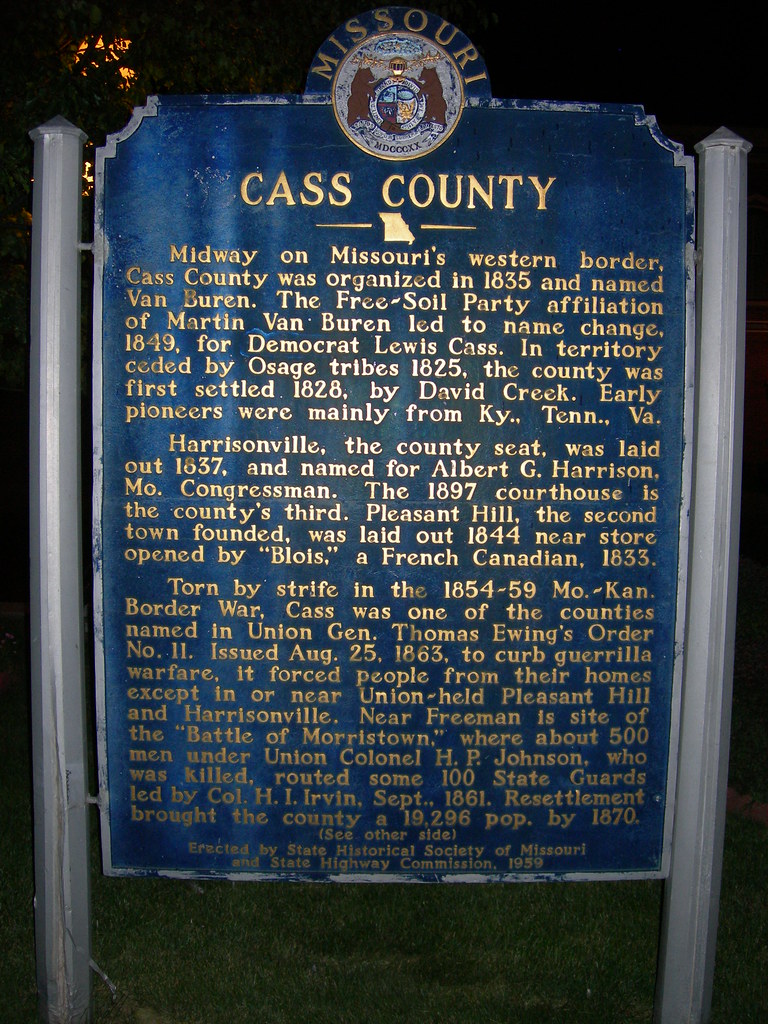 MISSOURI
MDCCCXX
CASS COUNTY
Midway on Missouri's western border,
Cass County was organized in 1835 and named
Van Buren. The Free-Soil Party affiliation
of Martin Van Buren led to name change,
1849, for Democrat Lewis Cass. In territory
ceded by Osage tribes 1825, the county was
first settled 1828, by David Creek. Early
pioneers were mainly from Ky., Tenn., Va.
Harrisonville, the county seat, was laid
out 1837, and named for Albert G. Harrison,
Mo. Congressman. The 1897 courthouse is
the county's third. Pleasant Hill, the second
town founded, was laid out 1844 near store
opened by "Blois," a French Canadian, 1833.
Torn by strife in the 1854-59 Mo.-Kan.
Border War, Cass was one of the counties
named in Union Gen. Thomas Ewing's Order
No. 11. Issued Aug. 25, 1863, to curb guerrilla
warfare, it forced people from their homes
except in or near Union-held Pleasant Hill
and Harrisonville. Near Freeman is site of
the "Battle of Morristown," where about 500
men under Union Colonel H. P. Johnson, who
was killed, routed some 100 State Guards
led by Col. H. I. Irvin, Sept., 1861. Resettlement
brought the county a 19,296 pop. by 1870.
(See other side)
Erected by State Historical Society of Missouri
and State Highway Commission, 1959